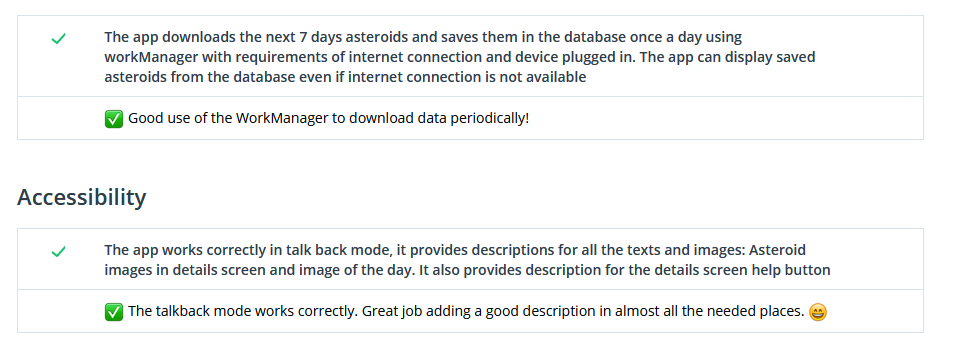 The app downloads the next 7 days asteroids and saves them in the database once a day using
workManager with requirements of internet connection and device plugged in. The app can display saved
asteroids from the database even if internet connection is not available
✅ Good use of the WorkManager to download data periodically!
Accessibility
The app works correctly in talk back mode, it provides descriptions for all the texts and images: Asteroid
images in details screen and image of the day. It also provides description for the details screen help button
✅ The talkback mode works correctly. Great job adding a good description in almost all the needed places. 😄